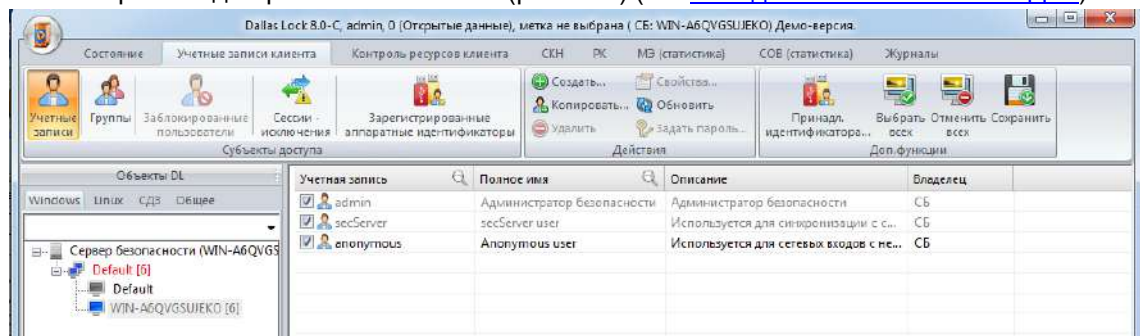 Dallas Lock 8.0-C, admin, 0 (Открытые данные), метка не выбрана ( СБ: WIN-A6QVGSUJEKO) Демо-версия
Состояние Учетные записи клиента Контроль ресурсов клиента СКН РК МЭ (статистика) СОВ (статистика) Журналы
Учетные записи
Группы
Заблокированные пользователи
Сессии - исключения
Зарегистрированные аппаратные идентификаторы
Субъекты доступа
Создать... Свойства...
Копировать... Обновить
Удалить Задать пароль...
Действия
Принадл. идентификатора...
Выбрать всех
Отменить всех
Сохранить
Доп.функции
Объекты DL
Windows Linux СДЗ Общее
Сервер безопасности (WIN-A6QVGS
Default [6]
Default
WIN-A6QVGSUJEKO [6]
Учетная запись Полное имя Описание Владелец
admin Администратор безопасности Администратор безопасности СБ
secServer secServer user Используется для синхронизации с с... СБ
anonymous Anonymous user Используется для сетевых входов с не... СБ